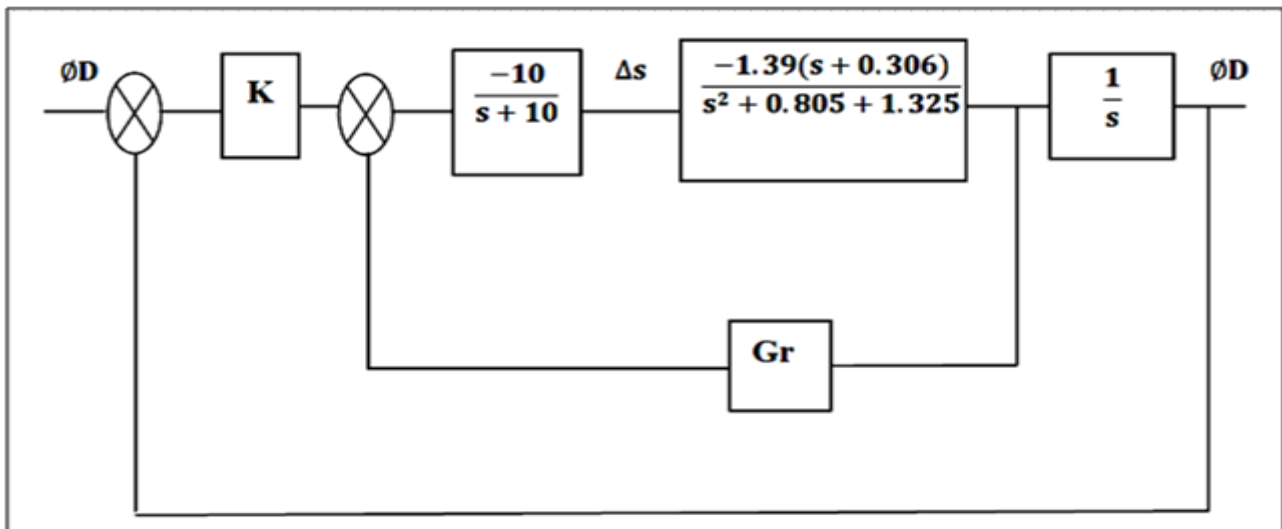 øD
K
−10
s + 10
Δs
−1.39(s + 0.306)
s² + 0.805 + 1.325
1
s
øD
Gr